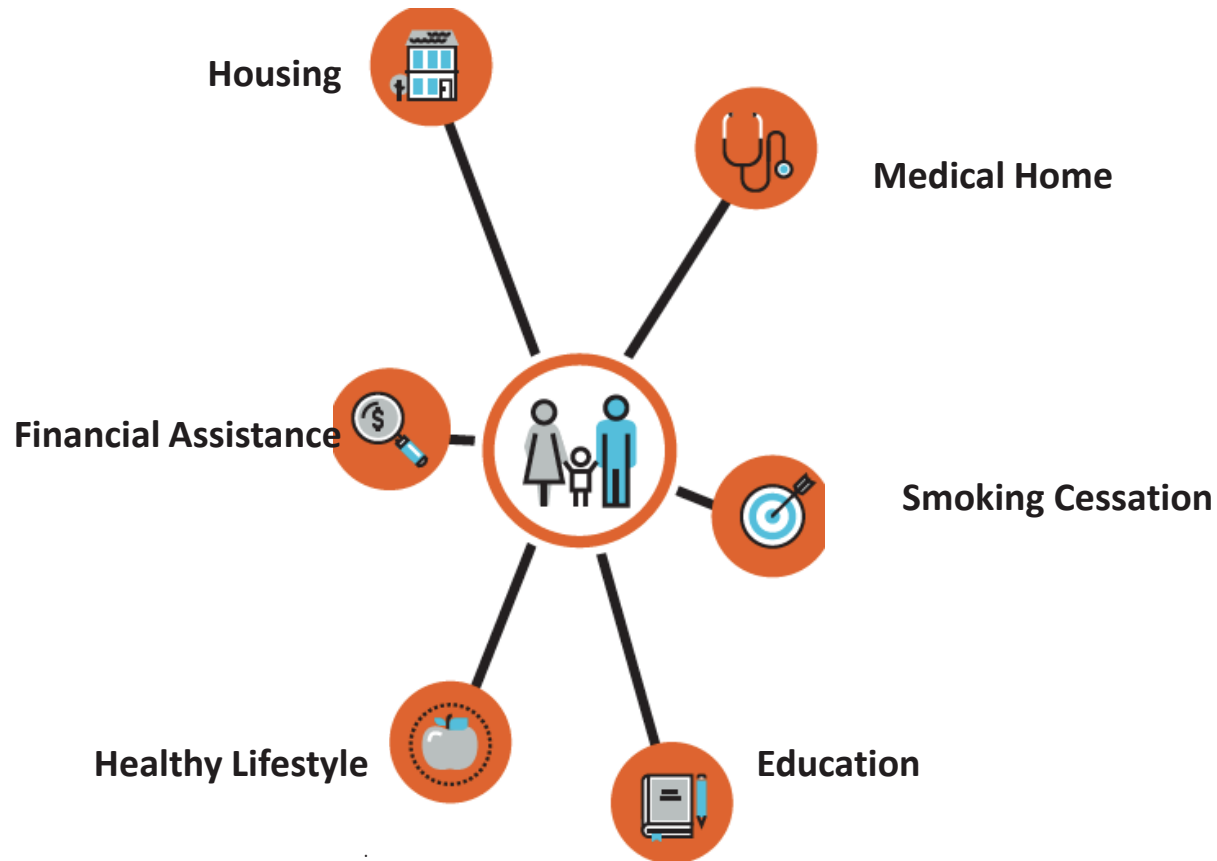 Housing
Medical Home
Financial Assistance
$
Smoking Cessation
Healthy Lifestyle
Education
.